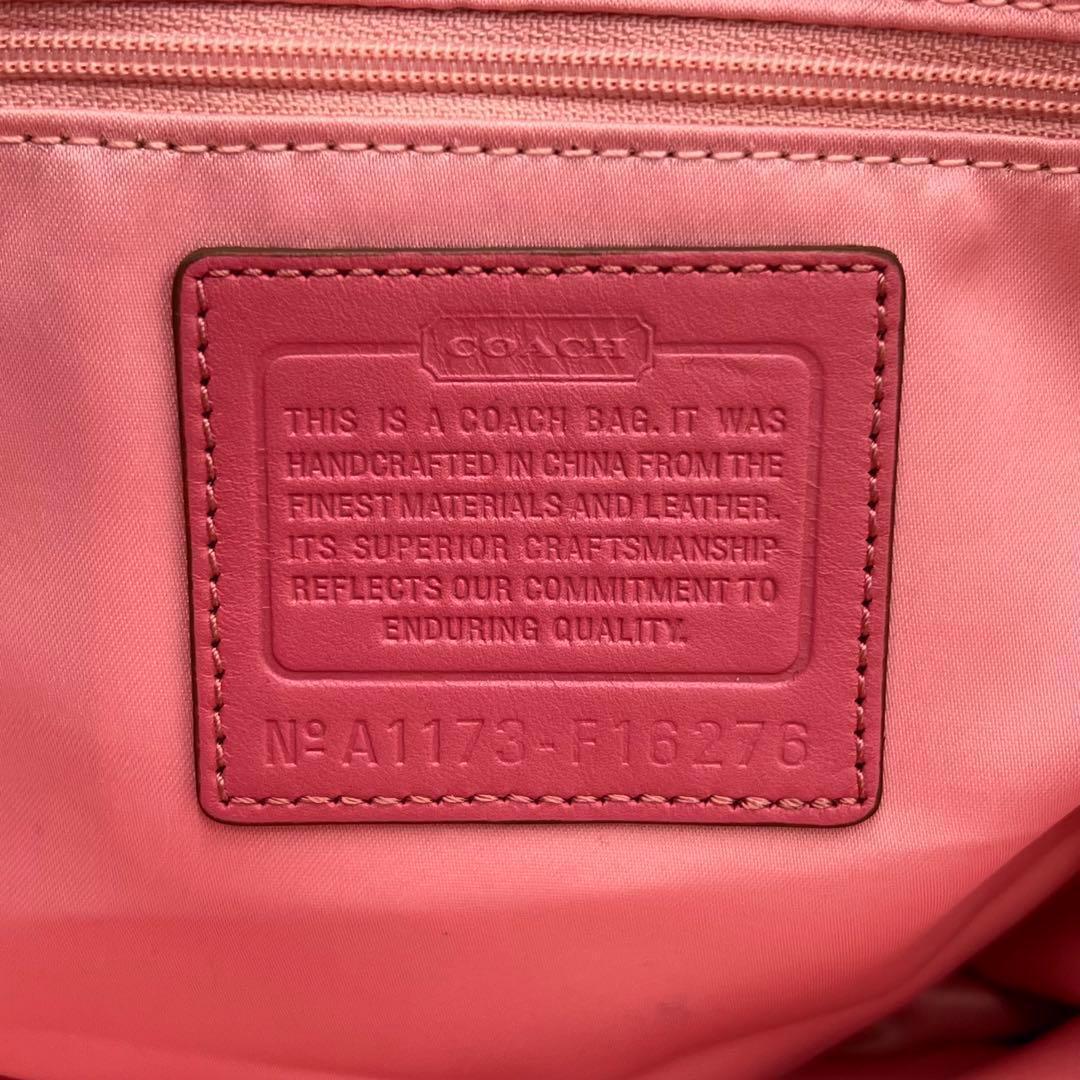 COACH
THIS IS A COACH BAG. IT WAS
HANDCRAFTED IN CHINA FROM THE
FINEST MATERIALS AND LEATHER.
ITS SUPERIOR CRAFTSMANSHIP
REFLECTS OUR COMMITMENT TO
ENDURING QUALITY.
Nº A1173-F16276